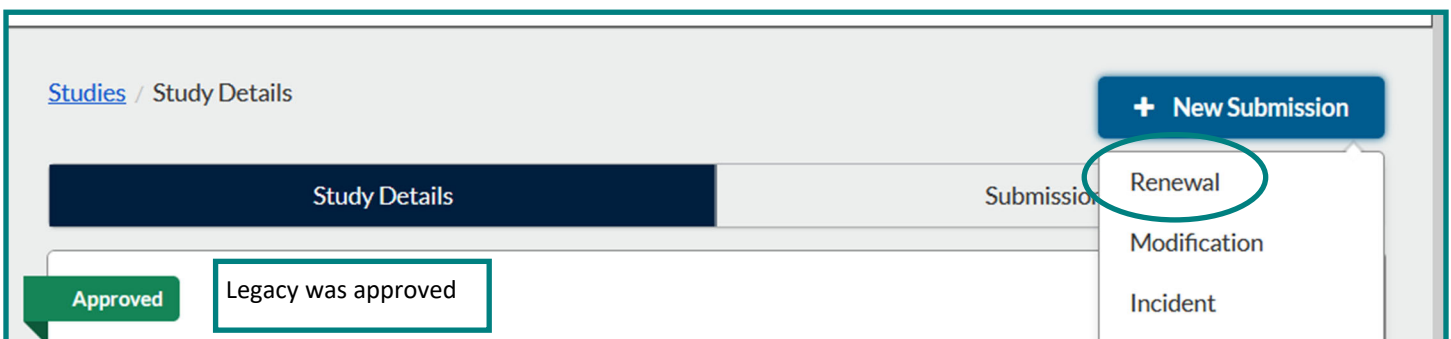 Studies / Study Details
+ New Submission
Study Details
Submission
Renewal
Modification
Incident
Approved
Legacy was approved